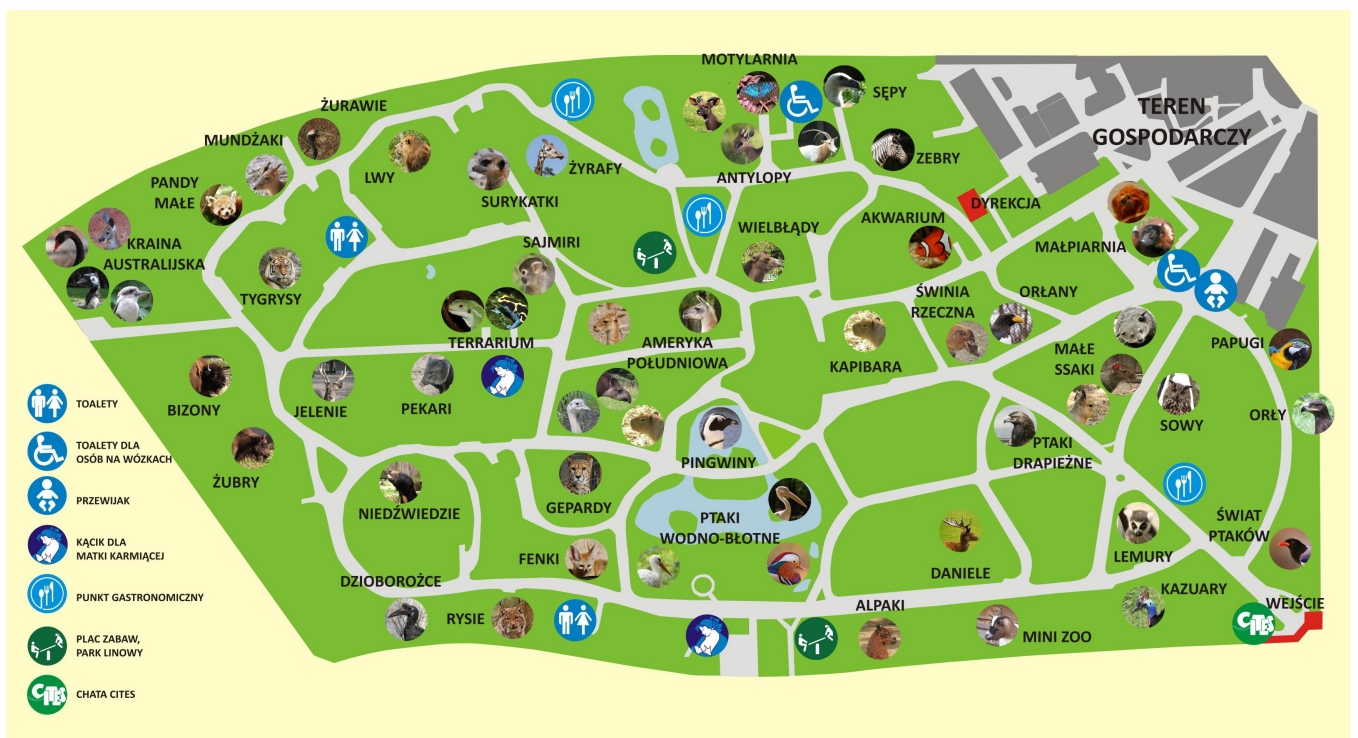 MOTYLARNIA
SĘPY
TEREN
GOSPODARCZY
ŻURAWIE
MUNDŻAKI
PANDY
MAŁE
LWY
SURYKATKI
ŻYRAFY
ANTYLOPY
ZEBRY
DYREKCJA
KRAINA
AUSTRALIJSKA
TYGRYSY
SAJMIRI
WIELBŁĄDY
AKWARIUM
MAŁPIARNIA
TERRARIUM
AMERYKA
POŁUDNIOWA
KAPIBARA
ŚWINIA
RZECZNA
ORŁANY
MAŁE
SSAKI
PAPUGI
BIZONY
JELENIE
PEKARI
SOWY
ORŁY
ŻUBRY
NIEDŹWIEDZIE
GEPARDY
PINGWINY
PTAKI
DRAPIEŻNE
PTAKI
WODNO-BŁOTNE
ŚWIAT
PTAKÓW
FENKI
DANIELE
LEMURY
DZIOBOROŻCE
RYSIE
ALPAKI
MINI ZOO
KAZUARY
WEJŚCIE
CITES
TOALETY
TOALETY DLA
OSÓB NA WÓZKACH
PRZEWIJAK
KĄCIK DLA
MATKI KARMIĄCEJ
PUNKT GASTRONOMICZNY
PLAC ZABAW,
PARK LINOWY
CITES
CHATA CITES